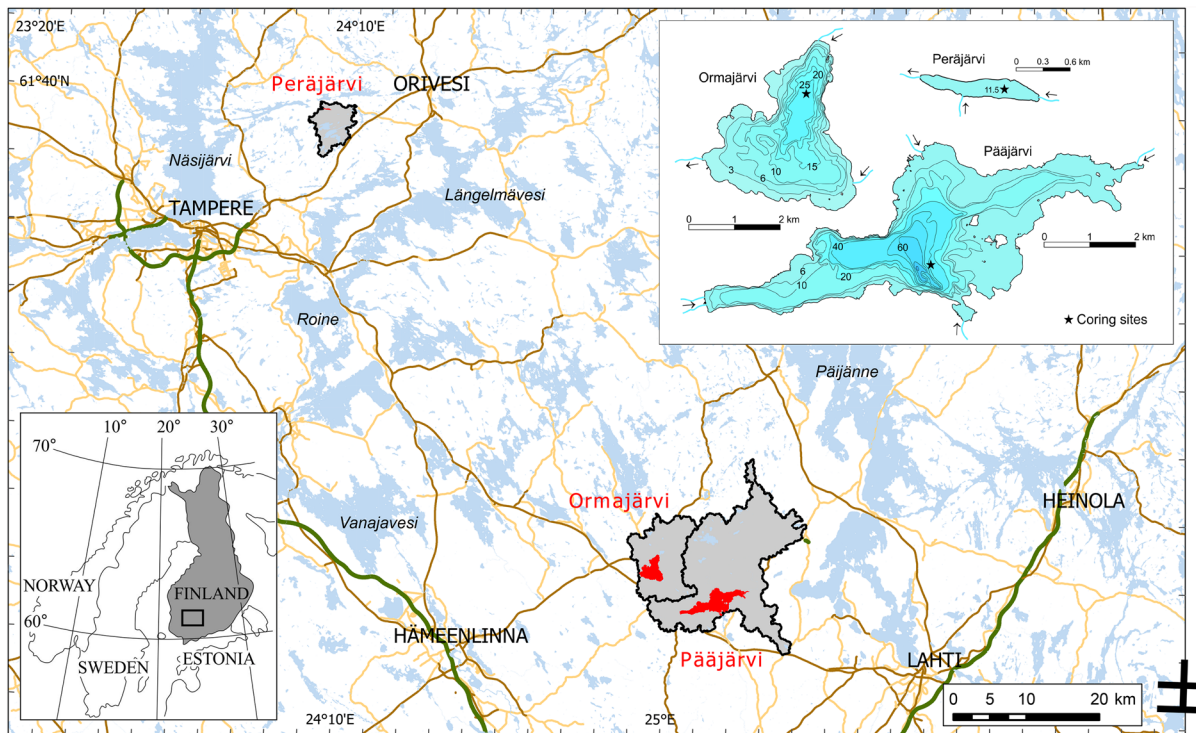 23°20'E
24°10'E
61°40'N
Peräjärvi
ORIVESI
Näsijärvi
Längelmävesi
TAMPERE
Roine
Päijänne
Ormajärvi
HEINOLA
Vanajavesi
HÄMEENLINNA
Pääjärvi
LAHTI
24°10'E
25°E
0 5 10 20 km
Ormajärvi
20
25
3
6
10
15
0 1 2 km
Peräjärvi
0 0.3 0.6 km
11.5
Pääjärvi
40
60
6
10
20
0 1 2 km
★ Coring sites
10° 20° 30°
70°
NORWAY
FINLAND
60°
SWEDEN
ESTONIA